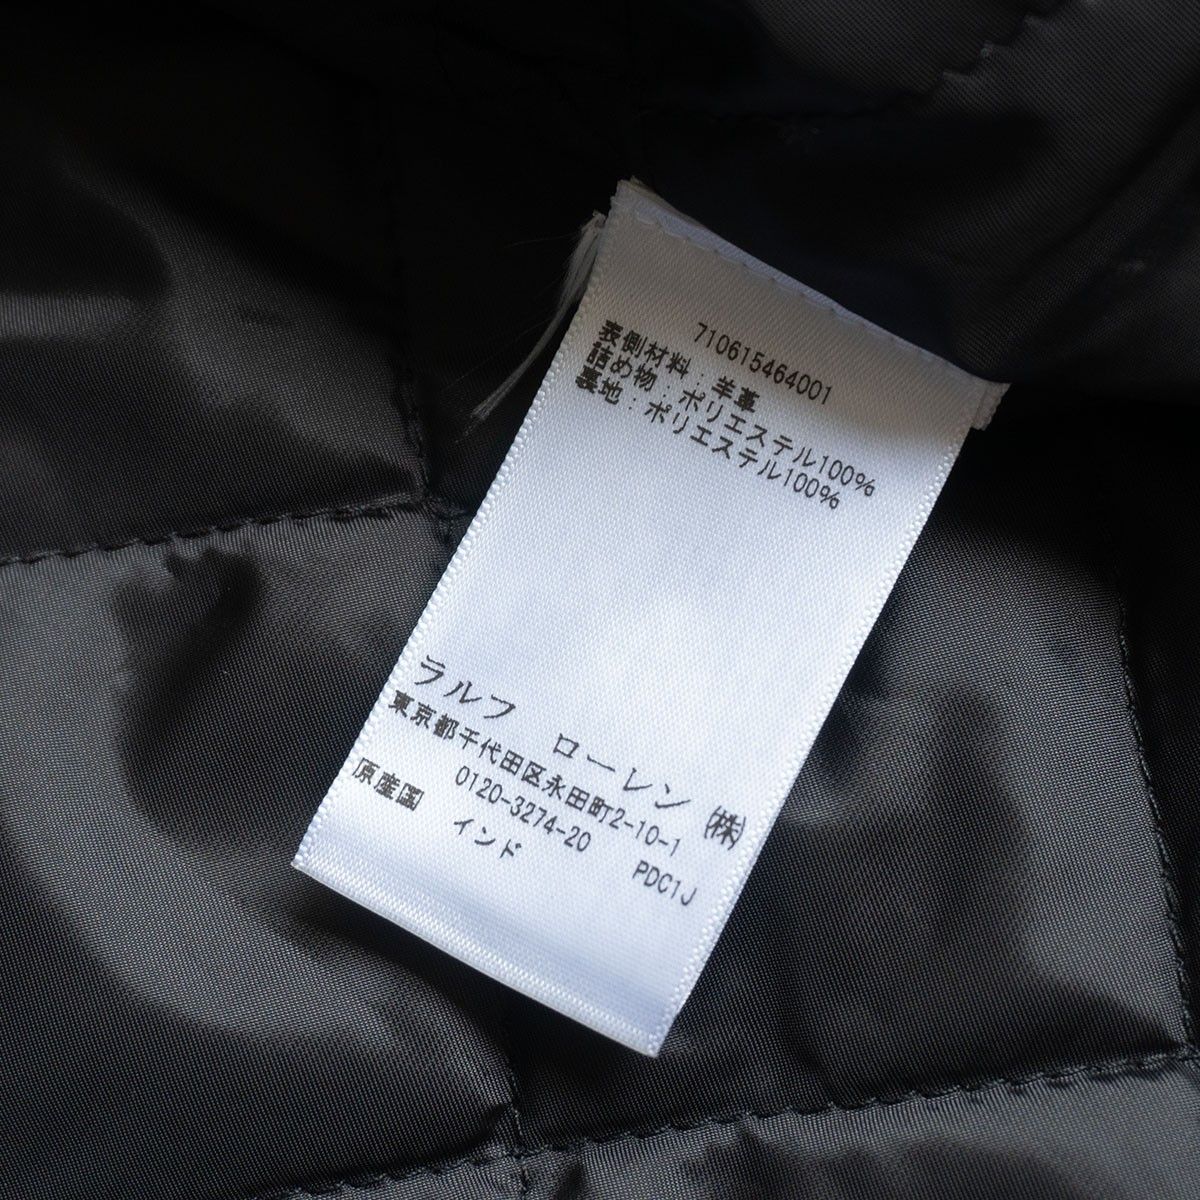 710615464001
表側材料：羊革
詰め物：ポリエステル100%
裏地：ポリエステル100%
ラルフ ローレン㈱
東京都千代田区永田町2-10-1
0120-3274-20 PDC1J
原産国 インド